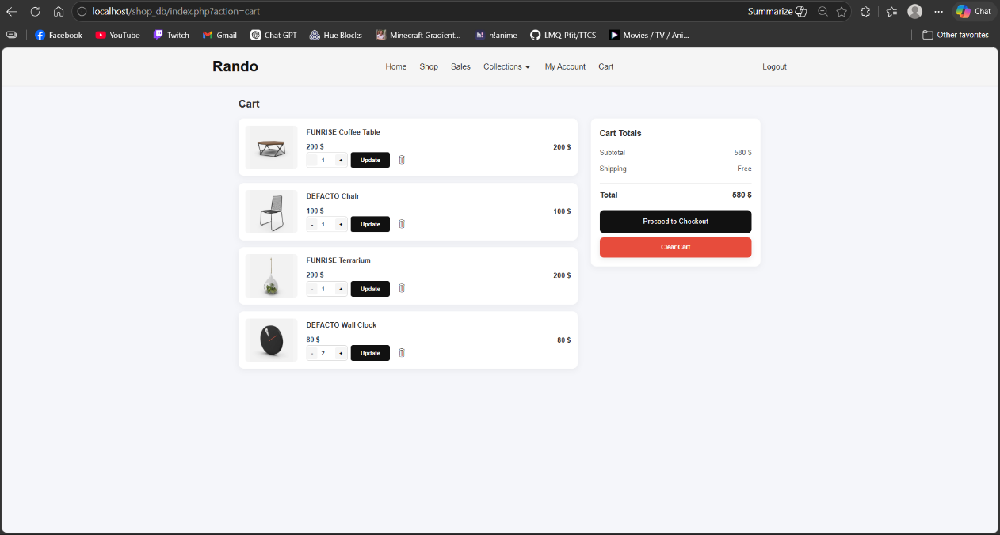 localhost/shop_db/index.php?action=cart
Summarize
Chat
Facebook
YouTube
Twitch
Gmail
Chat GPT
Hue Blocks
Minecraft Gradient...
h! h!anime
LMQ-Ptit/TTCS
Movies / TV / Ani...
Other favorites
Rando
Home
Shop
Sales
Collections
My Account
Cart
Logout
Cart
FUNRISE Coffee Table
200 $
- 1 + Update
200 $
DEFACTO Chair
100 $
- 1 + Update
100 $
FUNRISE Terrarium
200 $
- 1 + Update
200 $
DEFACTO Wall Clock
80 $
- 2 + Update
80 $
Cart Totals
Subtotal 580 $
Shipping Free
Total 580 $
Proceed to Checkout
Clear Cart